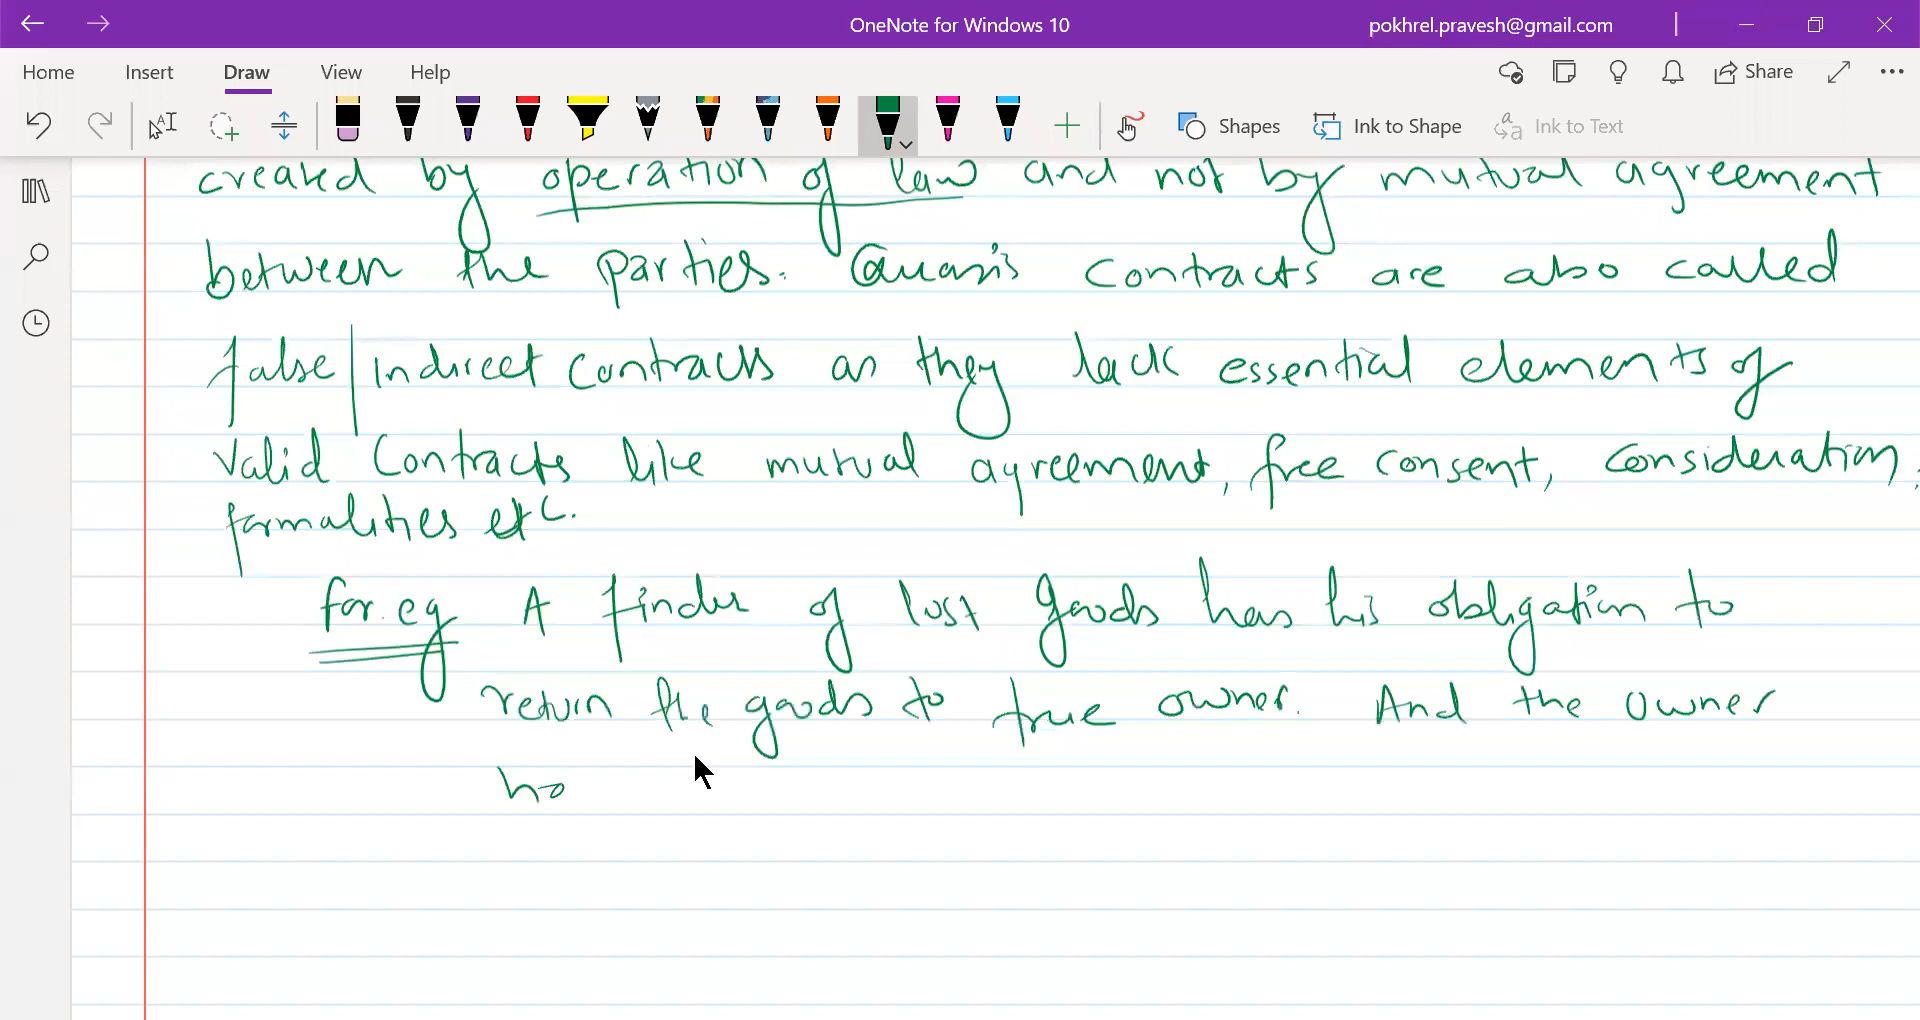 OneNote for Windows 10 pokhrel.pravesh@gmail.com
Home Insert Draw View Help Share
Shapes Ink to Shape Ink to Text
created by operation of law and not by mutual agreement
between the parties. Quasi's contracts are also called
false/Indirect contracts as they lack essential elements of
valid Contracts like mutual agreement, free consent, consideration,
formalities etc.
for.eg A finder of lost goods has his obligation to
return the goods to true owner. And the owner
ha